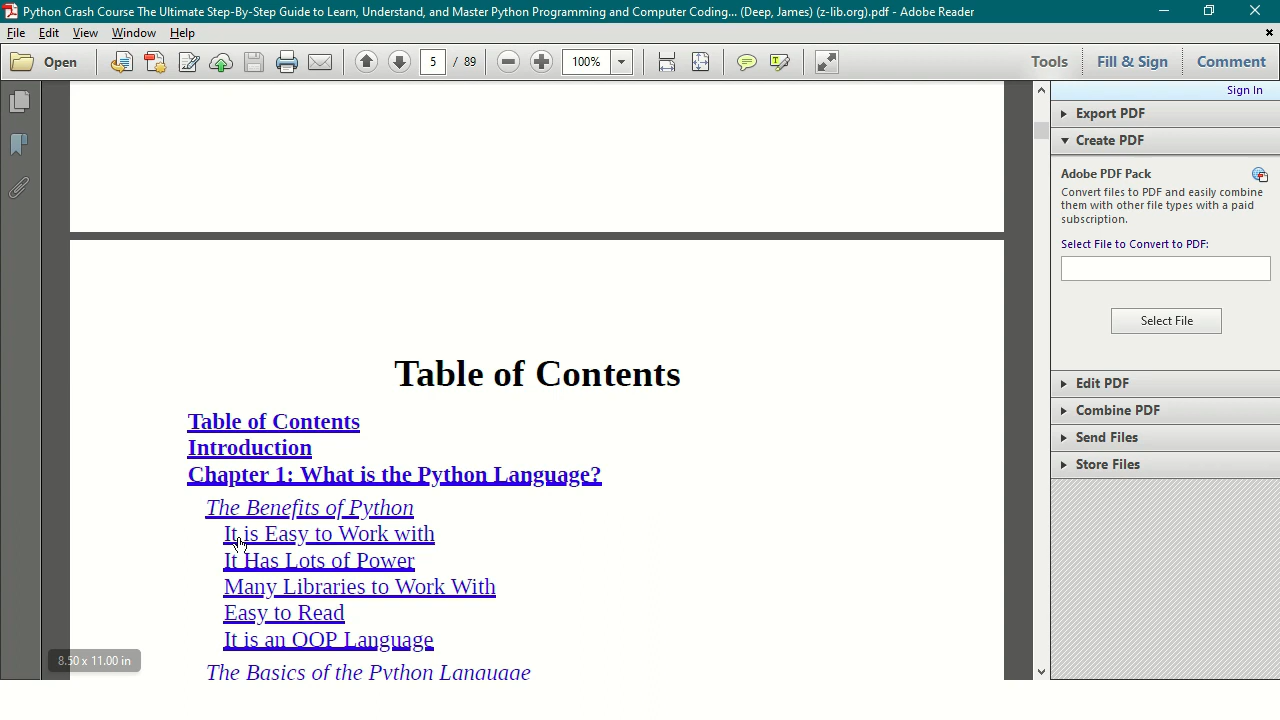 Python Crash Course The Ultimate Step-By-Step Guide to Learn, Understand, and Master Python Programming and Computer Coding... (Deep, James) (z-lib.org).pdf - Adobe Reader
File Edit View Window Help
Open 5 / 89 100% Tools Fill & Sign Comment
Sign In
Export PDF
Create PDF
Adobe PDF Pack
Convert files to PDF and easily combine
them with other file types with a paid
subscription.
Select File to Convert to PDF:
Select File
Edit PDF
Combine PDF
Send Files
Store Files
Table of Contents
Table of Contents
Introduction
Chapter 1: What is the Python Language?
The Benefits of Python
It is Easy to Work with
It Has Lots of Power
Many Libraries to Work With
Easy to Read
It is an OOP Language
The Basics of the Python Language
8.50 x 11.00 in